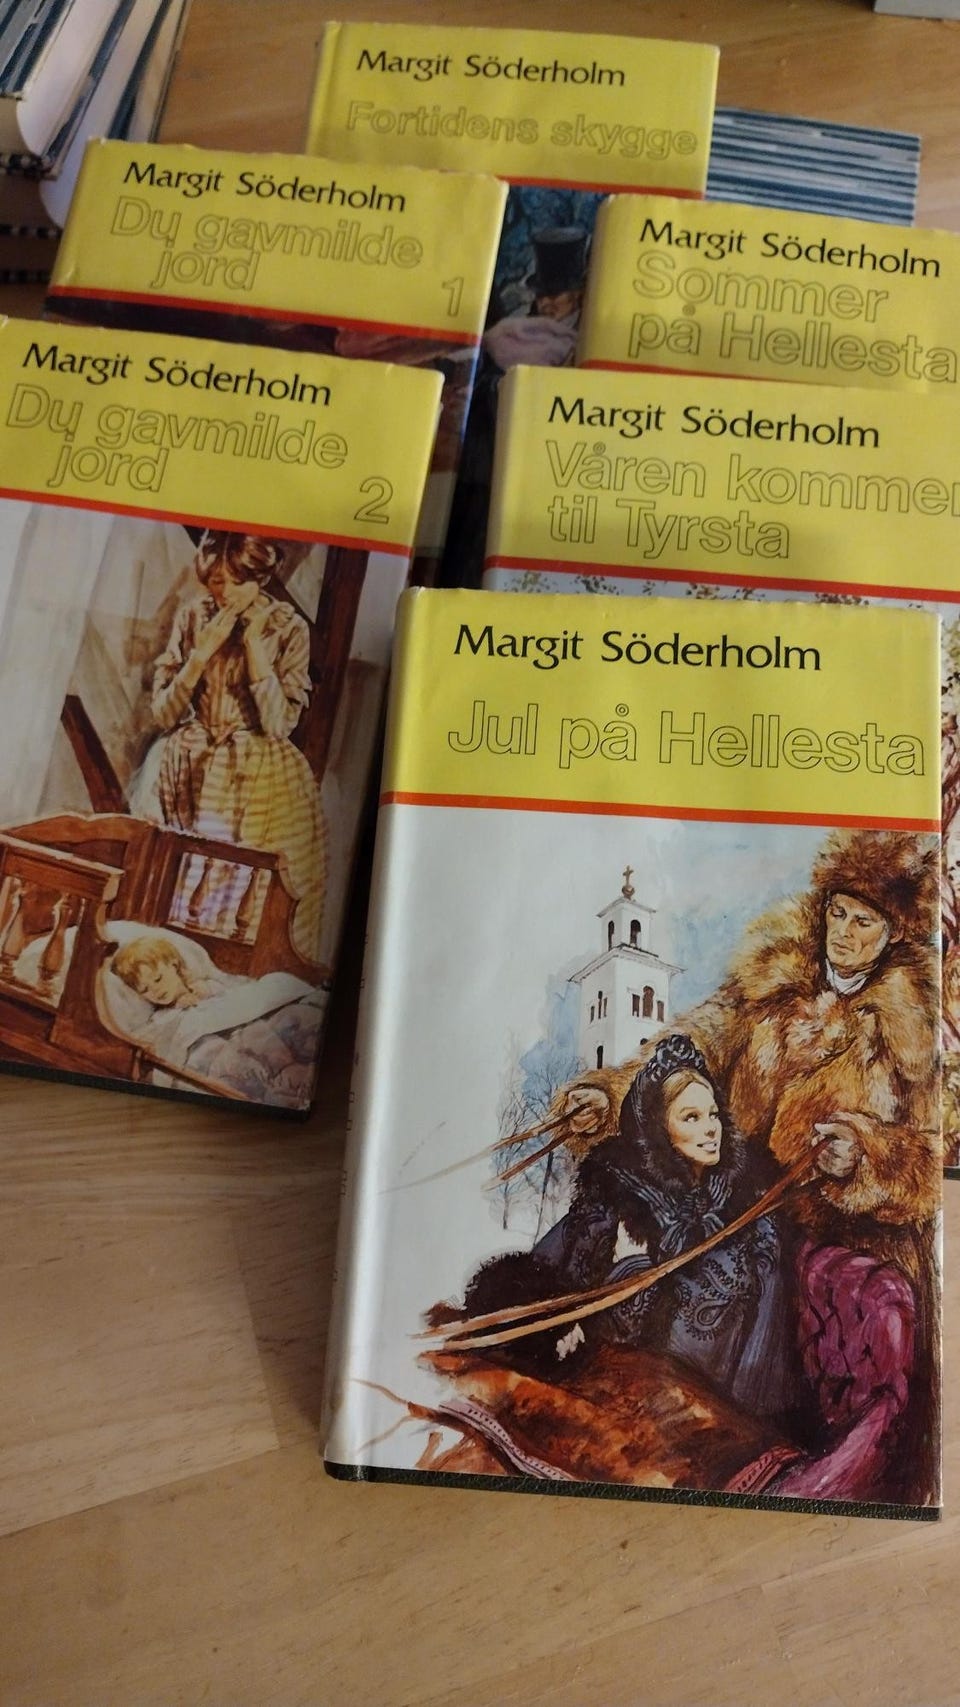 Margit Söderholm
Fortidens skygge
Margit Söderholm
Du gavmilde
jord
1
Margit Söderholm
Sommer
på Hellesta
Margit Söderholm
Du gavmilde
jord
2
Margit Söderholm
Våren kommer
til Tyrsta
Margit Söderholm
Jul på Hellesta